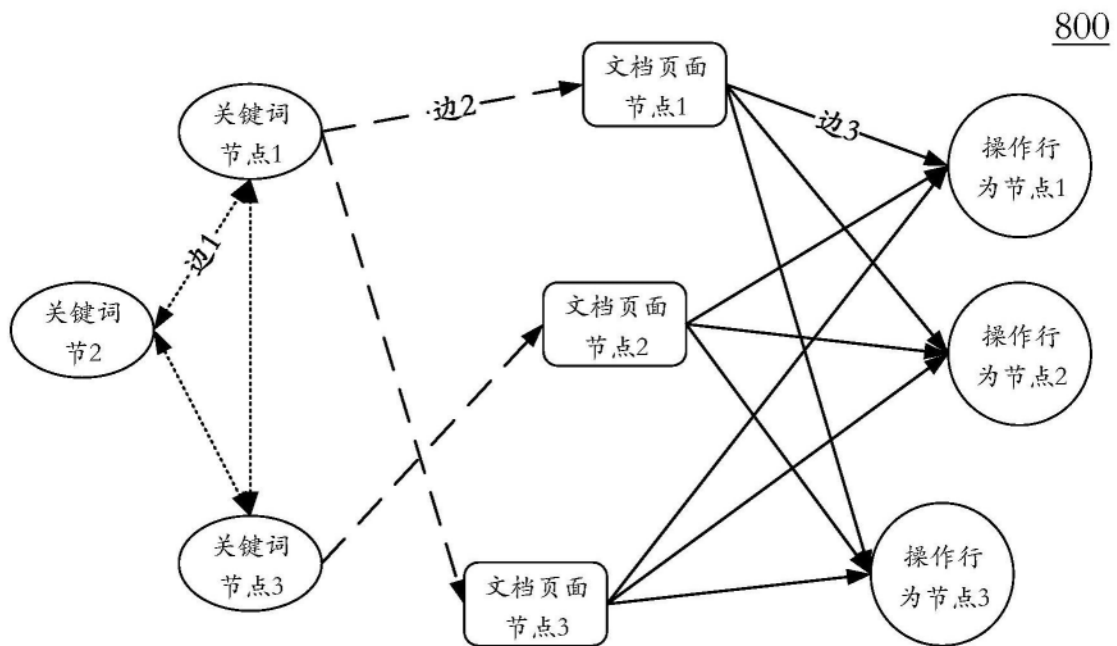 800
文档页面
节点1
关键词
节点1
边2
边3
操作行
为节点1
边1
关键词
节2
文档页面
节点2
操作行
为节点2
关键词
节点3
文档页面
节点3
操作行
为节点3